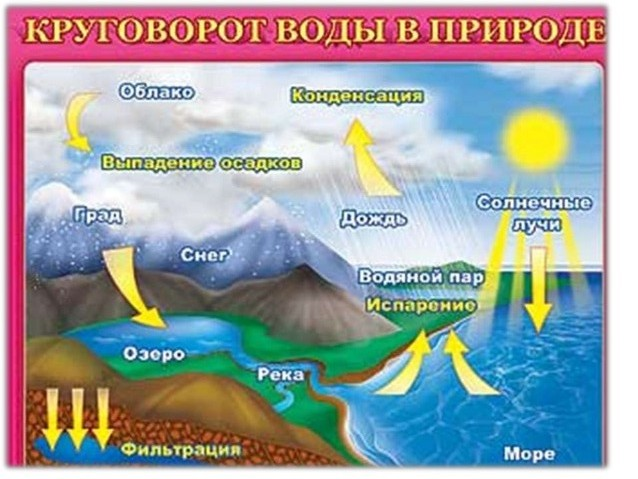 КРУГОВОРОТ ВОДЫ В ПРИРОДЕ
Облако
Конденсация
Выпадение осадков
Град
Дождь
Солнечные
лучи
Снег
Водяной пар
Испарение
Озеро
Река
Фильтрация
Море